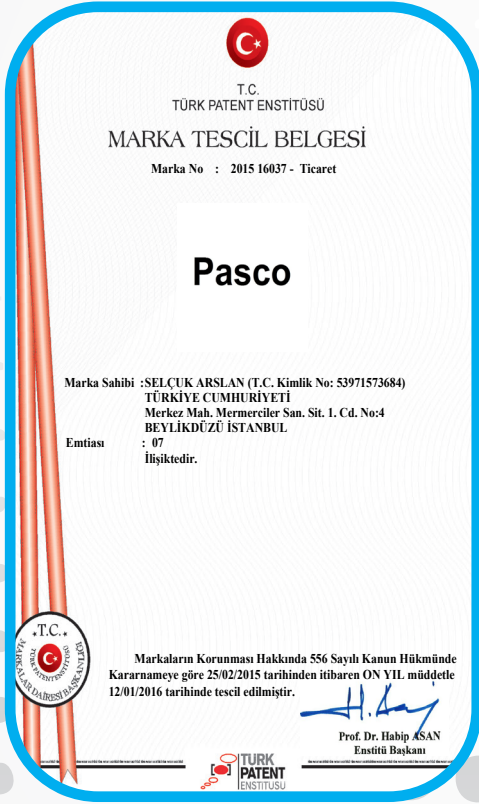 T.C.
TÜRK PATENT ENSTİTÜSÜ
MARKA TESCİL BELGESİ
Marka No : 2015 16037 - Ticaret
Pasco
Marka Sahibi :SELÇUK ARSLAN (T.C. Kimlik No: 53971573684)
TÜRKİYE CUMHURİYETİ
Merkez Mah. Mermerciler San. Sit. 1. Cd. No:4
BEYLİKDÜZÜ İSTANBUL
Emtiası : 07
İlişiktedir.
T.C.
TÜRK PATENT ENSTİTÜSÜ
MARKALAR DAİRESİ BAŞKANLIĞI
Markaların Korunması Hakkında 556 Sayılı Kanun Hükmünde
Kararnameye göre 25/02/2015 tarihinden itibaren ON YIL müddetle
12/01/2016 tarihinde tescil edilmiştir.
Prof. Dr. Habip ASAN
Enstitü Başkanı
TURK
PATENT
ENSTITUSU